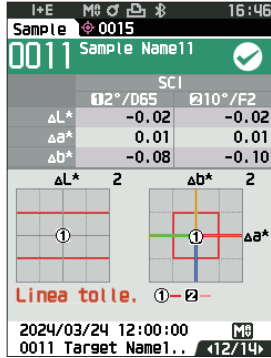 I+E M 16:46
Sample 0015
0011 Sample Name11
SCI
1 2°/D65 2 10°/F2
ΔL* -0.02 -0.02
Δa* 0.01 0.01
Δb* -0.08 -0.10
ΔL* 2 Δb* 2
① ① Δa*
Linea tolle. ①- 2-
2024/03/24 12:00:00 M
0011 Target Name1.. 12/14